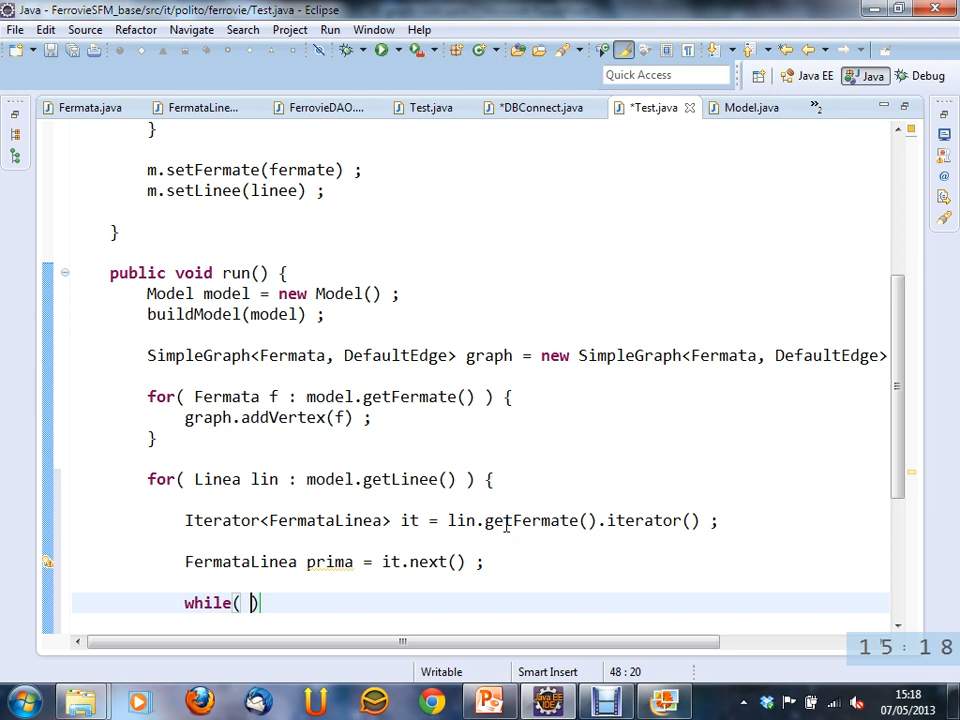 Java - FerrovieSFM_base/src/it/polito/ferrovie/Test.java - Eclipse
File Edit Source Refactor Navigate Search Project Run Window Help
Quick Access
Java EE Java Debug
Fermata.java FermataLine... FerrovieDAO.... Test.java *DBConnect.java *Test.java Model.java »2
}
m.setFermate(fermate) ;
m.setLinee(linee) ;
}
public void run() {
Model model = new Model() ;
buildModel(model) ;
SimpleGraph<Fermata, DefaultEdge> graph = new SimpleGraph<Fermata, DefaultEdge>
for( Fermata f : model.getFermate() ) {
graph.addVertex(f) ;
}
for( Linea lin : model.getLinee() ) {
Iterator<FermataLinea> it = lin.getFermate().iterator() ;
FermataLinea prima = it.next() ;
while( )
15:18
Writable Smart Insert 48 : 20
15:18
07/05/2013